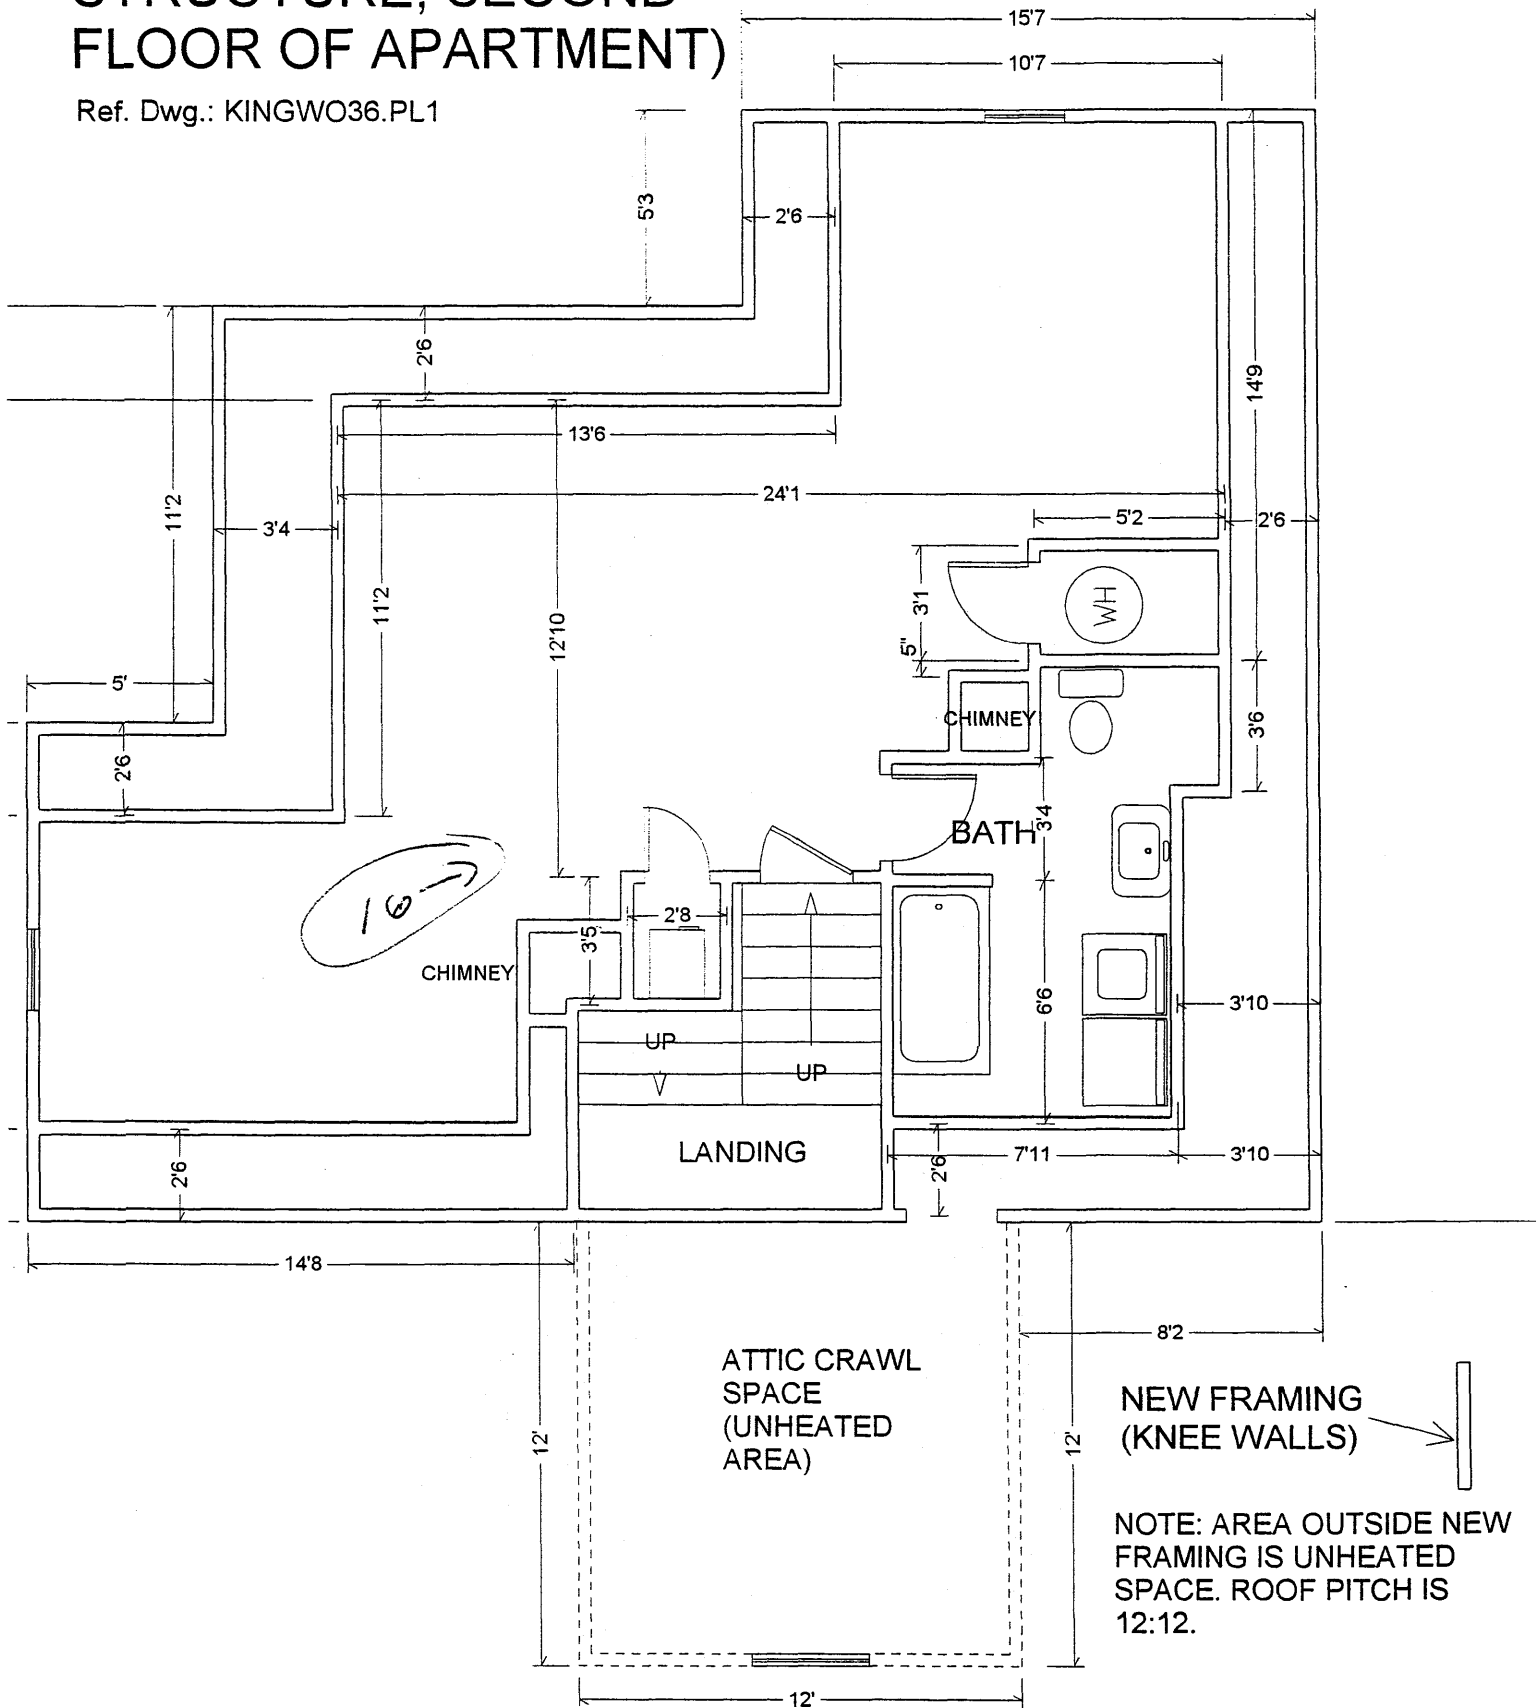 STRUCTURE, SECOND
FLOOR OF APARTMENT)
Ref. Dwg.: KINGWO36.PL1
15'7
10'7
5'3
2'6
2'6
14'9
13'6
11'2
24'1
3'4
5'2
2'6
11'2
12'10
3'1
WH
5"
5'
CHIMNEY
3'6
2'6
3'4
BATH
16
2'8
3'5
CHIMNEY
6'6
3'10
UP
UP
LANDING
2'6
2'6
7'11
3'10
14'8
8'2
ATTIC CRAWL
SPACE
(UNHEATED
AREA)
NEW FRAMING
(KNEE WALLS)
12'
12'
NOTE: AREA OUTSIDE NEW
FRAMING IS UNHEATED
SPACE. ROOF PITCH IS
12:12.
12'